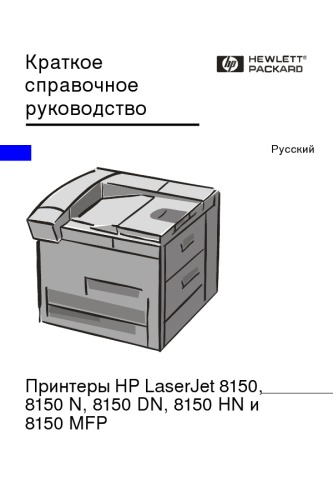 Краткое
справочное
руководство
hp HEWLETT®
PACKARD
Русский
Принтеры HP LaserJet 8150,
8150 N, 8150 DN, 8150 HN и
8150 MFP